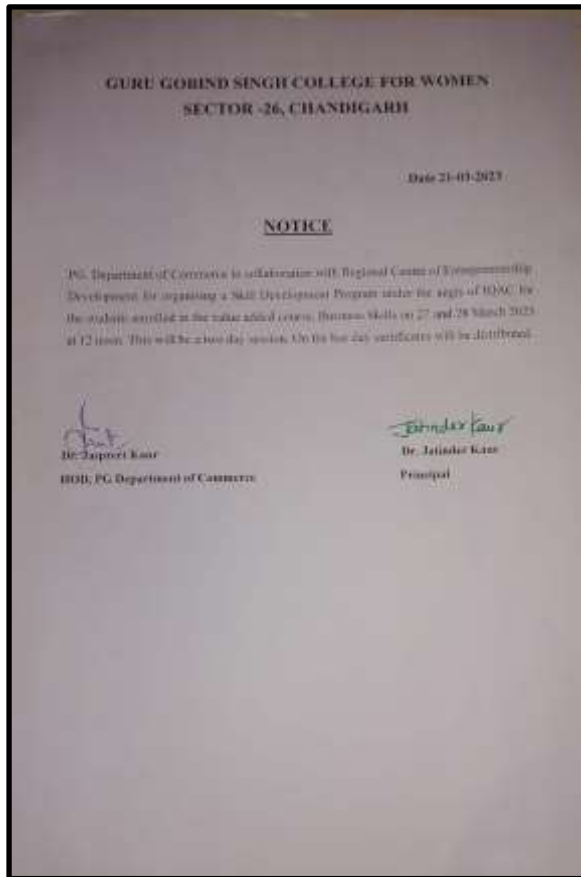 GURU GOBIND SINGH COLLEGE FOR WOMEN
SECTOR -26, CHANDIGARH
Date 21-03-2023
NOTICE
PG. Department of Commerce in collaboration with Regional Centre of Entrepreneurship
Development for organising a Skill Development Program under the aegis of IQAC for
the students enrolled in the value added course, Business Skills on 27 and 28 March 2023
at 12 noon. This will be a two day session. On the last day certificates will be distributed.
Jatinder Kaur
Dr. Jaspreet Kaur
Dr. Jatinder Kaur
HOD, PG Department of Commerce
Principal